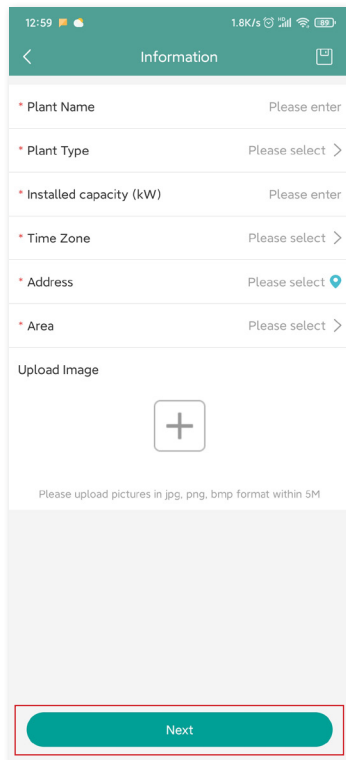 12:59 1.8K/s 89
Information
* Plant Name Please enter
* Plant Type Please select
* Installed capacity (kW) Please enter
* Time Zone Please select
* Address Please select
* Area Please select
Upload Image
Please upload pictures in jpg, png, bmp format within 5M
Next